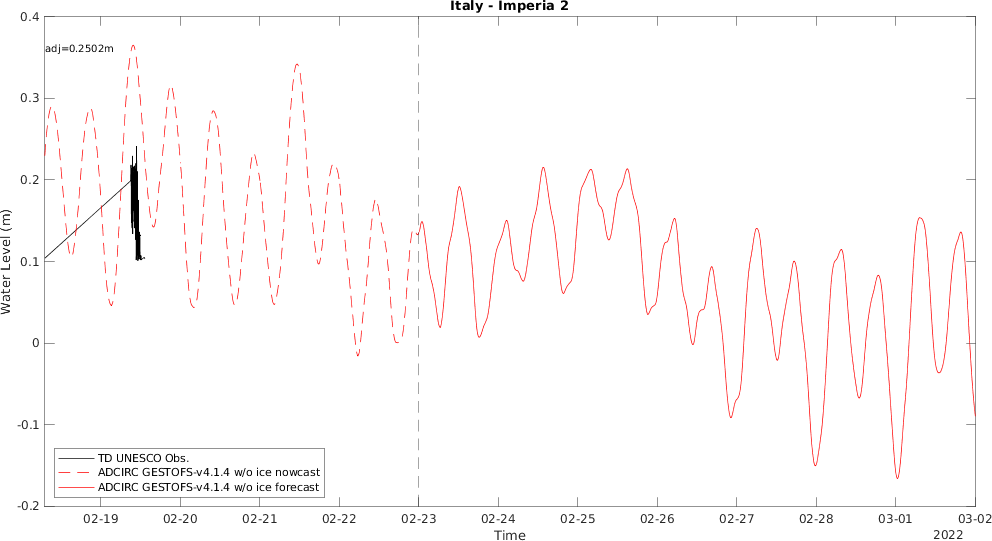 Italy - Imperia 2
adj=0.2502m
0.4
0.3
0.2
0.1
0
-0.1
-0.2
Water Level (m)
TD UNESCO Obs.
ADCIRC GESTOFS-v4.1.4 w/o ice nowcast
ADCIRC GESTOFS-v4.1.4 w/o ice forecast
02-19 02-20 02-21 02-22 02-23 02-24 02-25 02-26 02-27 02-28 03-01 03-02
Time
2022